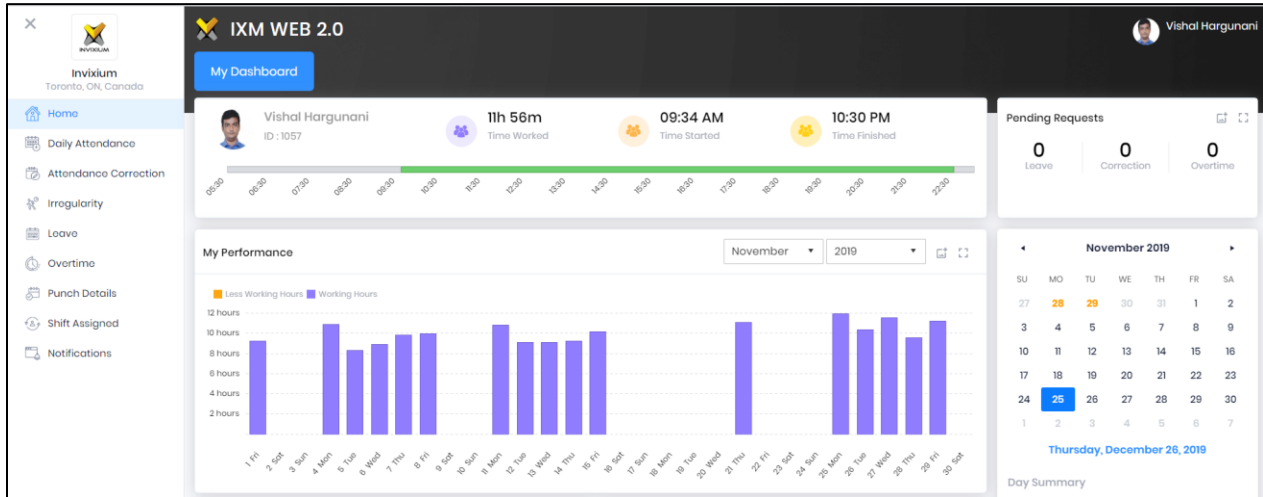 INVIXIUM
Invixium
Toronto, ON, Canada
Home
Daily Attendance
Attendance Correction
Irregularity
Leave
Overtime
Punch Details
Shift Assigned
Notifications
IXM WEB 2.0
Vishal Hargunani
My Dashboard
Vishal Hargunani
ID : 1057
11h 56m
Time Worked
09:34 AM
Time Started
10:30 PM
Time Finished
05:30 06:30 07:30 08:30 09:30 10:30 11:30 12:30 13:30 14:30 15:30 16:30 17:30 18:30 19:30 20:30 21:30 22:30
Pending Requests
0 0 0
Leave Correction Overtime
My Performance
November
2019
Less Working Hours Working Hours
12 hours
10 hours
8 hours
6 hours
4 hours
2 hours
1 Fri 2 Sat 3 Sun 4 Mon 5 Tue 6 Wed 7 Thu 8 Fri 9 Sat 10 Sun 11 Mon 12 Tue 13 Wed 14 Thu 15 Fri 16 Sat 17 Sun 18 Mon 19 Tue 20 Wed 21 Thu 22 Fri 23 Sat 24 Sun 25 Mon 26 Tue 27 Wed 28 Thu 29 Fri 30 Sat
November 2019
SU MO TU WE TH FR SA
27 28 29 30 31 1 2
3 4 5 6 7 8 9
10 11 12 13 14 15 16
17 18 19 20 21 22 23
24 25 26 27 28 29 30
1 2 3 4 5 6 7
Thursday, December 26, 2019
Day Summary